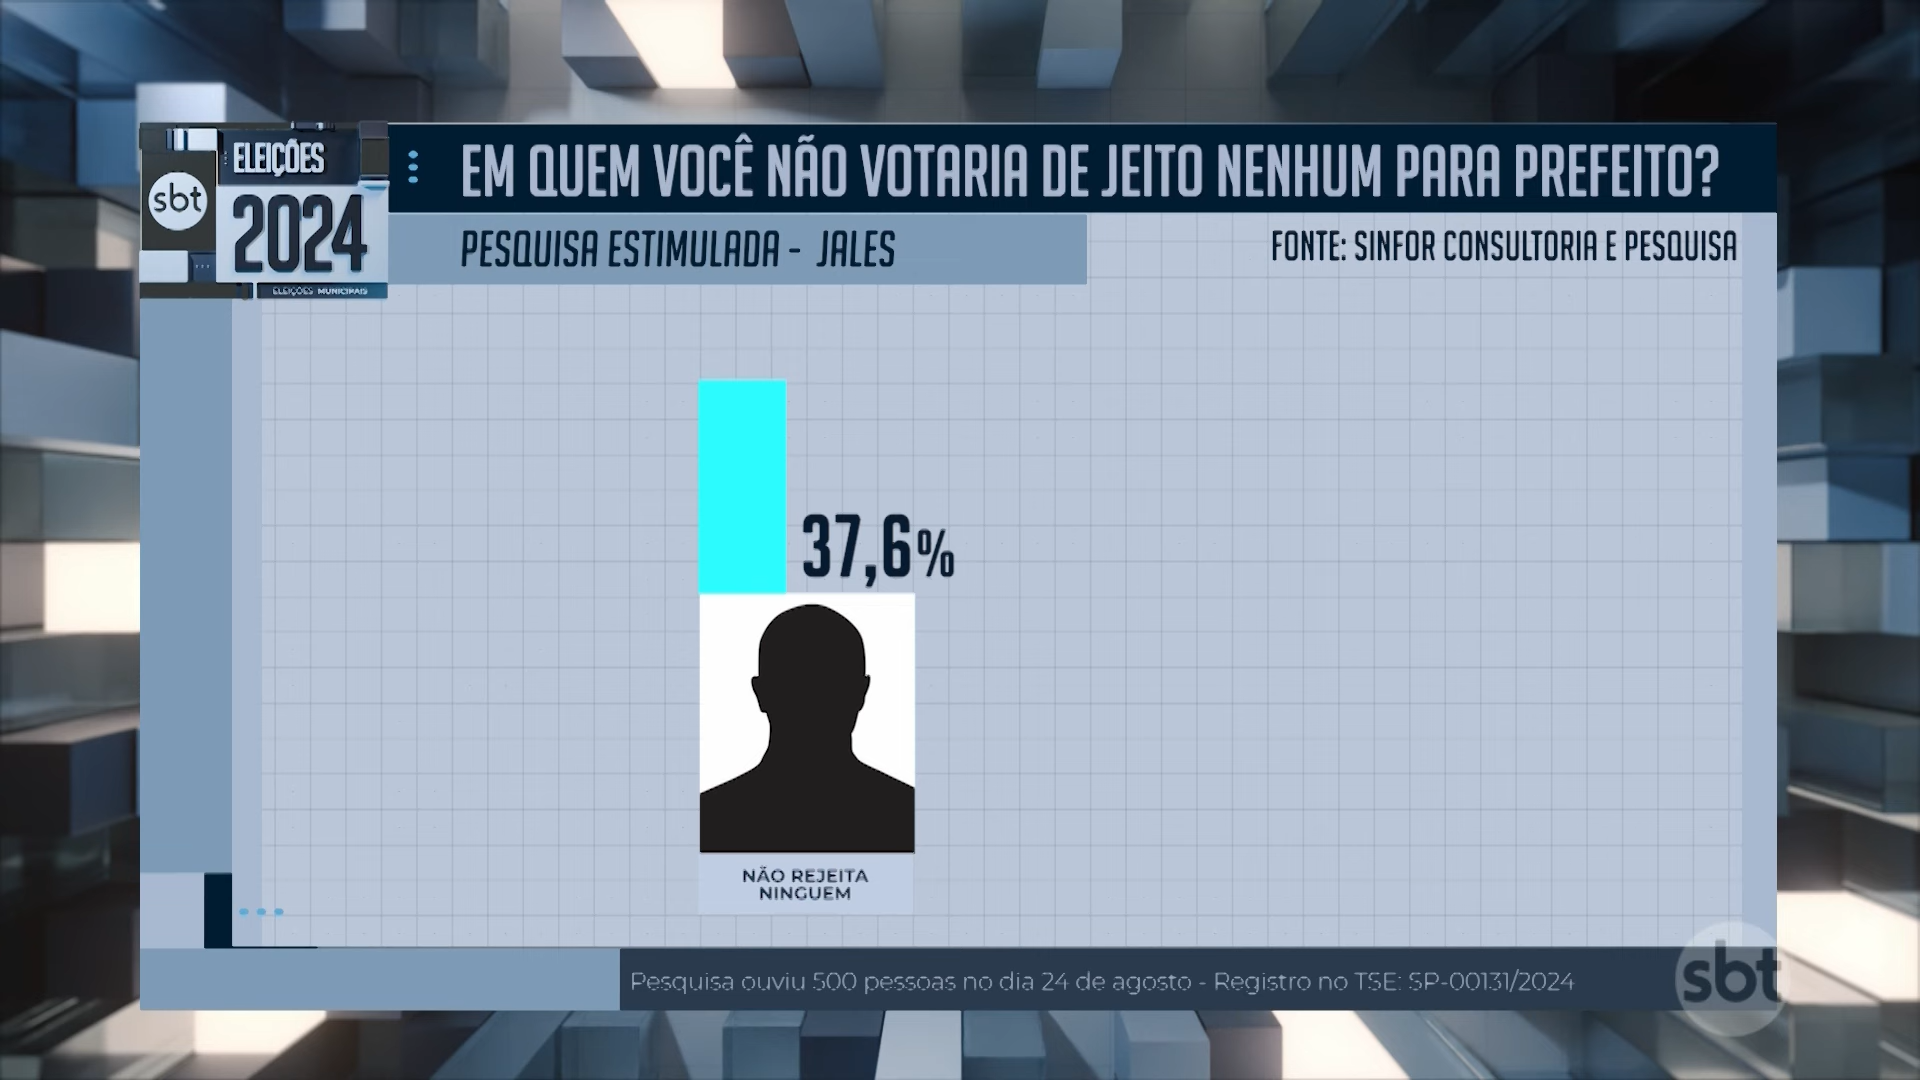 ELEIÇÕES
sbt
2024
ELEIÇÕES MUNICIPAIS
EM QUEM VOCÊ NÃO VOTARIA DE JEITO NENHUM PARA PREFEITO?
PESQUISA ESTIMULADA - JALES
FONTE: SINFOR CONSULTORIA E PESQUISA
37,6%
NÃO REJEITA
NINGUEM
Pesquisa ouviu 500 pessoas no dia 24 de agosto - Registro no TSE: SP-00131/2024
sbt